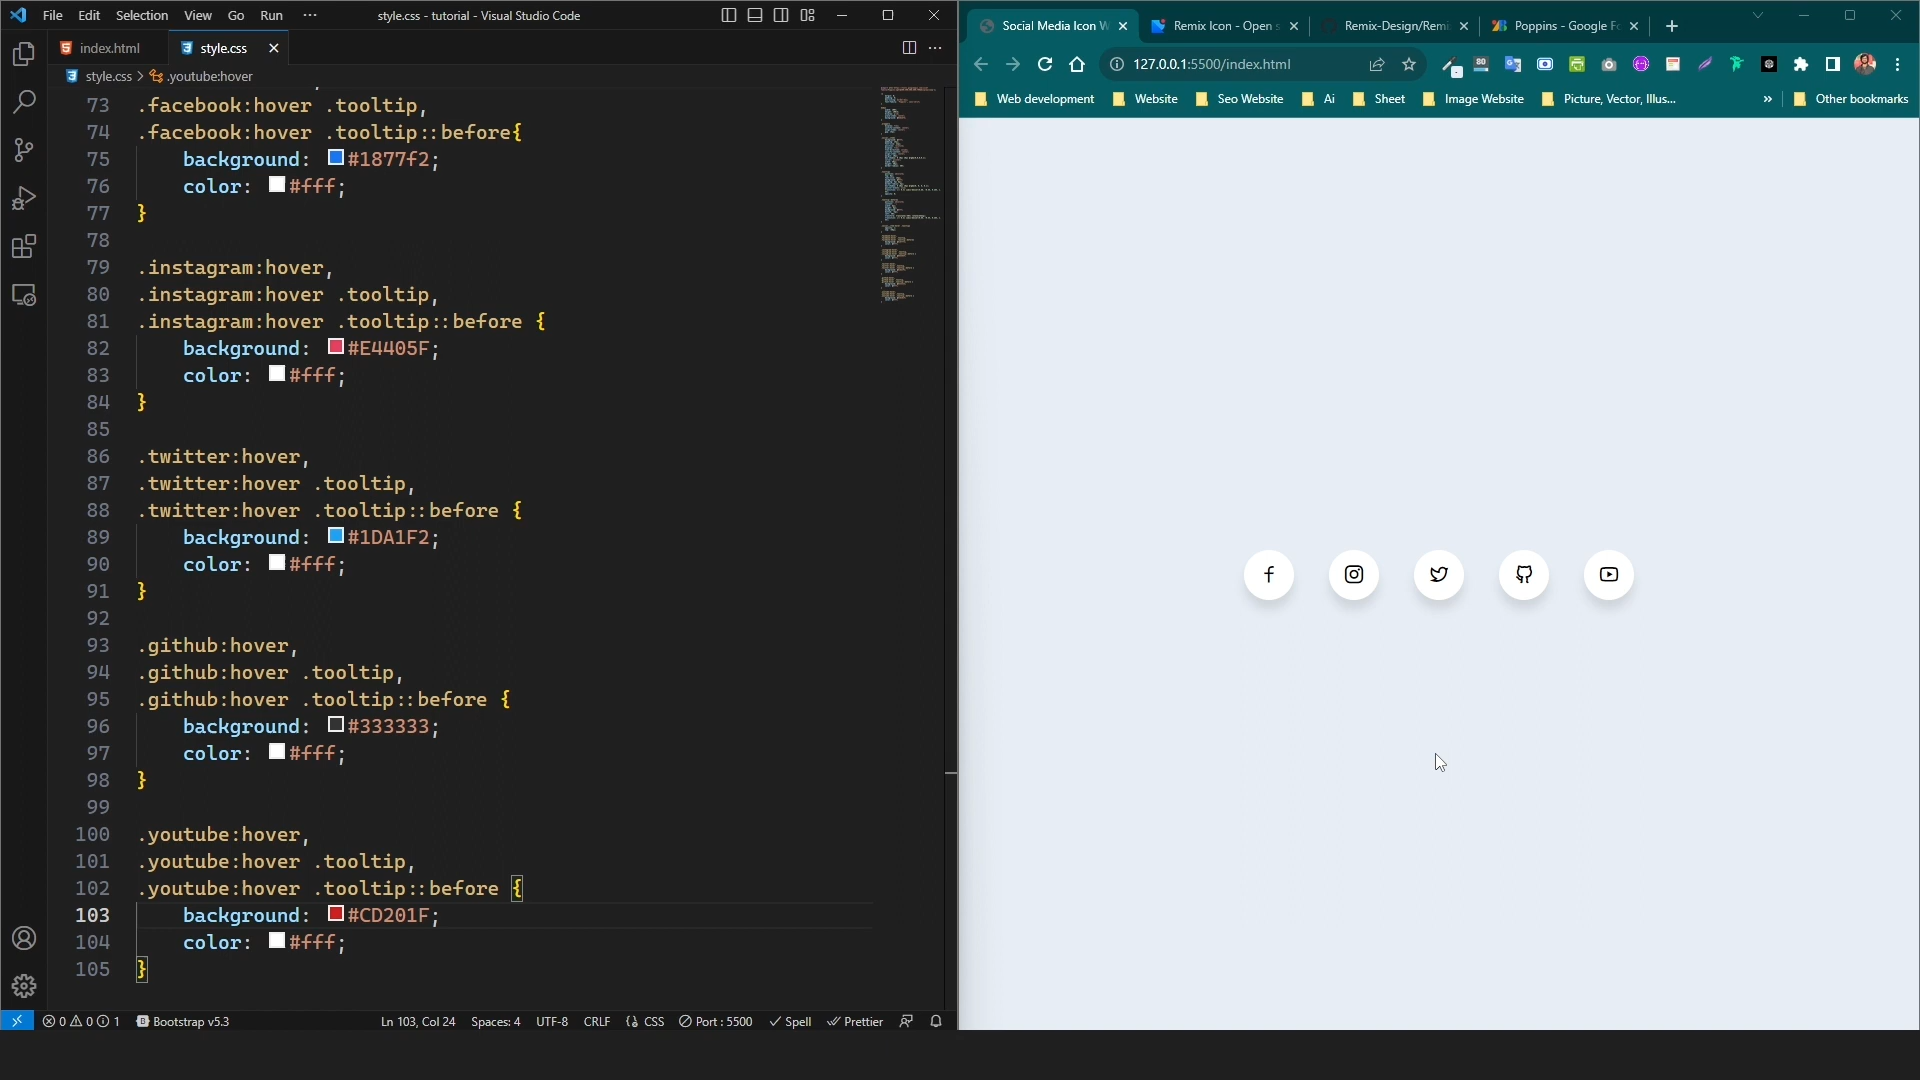 File Edit Selection View Go Run ··· style.css - tutorial - Visual Studio Code
index.html style.css
style.css > .youtube:hover
73 .facebook:hover .tooltip,
74 .facebook:hover .tooltip::before{
75 background: #1877f2;
76 color: #fff;
77 }
78
79 .instagram:hover,
80 .instagram:hover .tooltip,
81 .instagram:hover .tooltip::before {
82 background: #E4405F;
83 color: #fff;
84 }
85
86 .twitter:hover,
87 .twitter:hover .tooltip,
88 .twitter:hover .tooltip::before {
89 background: #1DA1F2;
90 color: #fff;
91 }
92
93 .github:hover,
94 .github:hover .tooltip,
95 .github:hover .tooltip::before {
96 background: #333333;
97 color: #fff;
98 }
99
100 .youtube:hover,
101 .youtube:hover .tooltip,
102 .youtube:hover .tooltip::before {
103 background: #CD201F;
104 color: #fff;
105 }
0 0 1 Bootstrap v5.3 Ln 103, Col 24 Spaces: 4 UTF-8 CRLF {} CSS Port : 5500 Spell Prettier
Social Media Icon W Remix Icon - Open s Remix-Design/Remi Poppins - Google Fo
127.0.0.1:5500/index.html 80
Web development Website Seo Website Ai Sheet Image Website Picture, Vector, Illus... » Other bookmarks